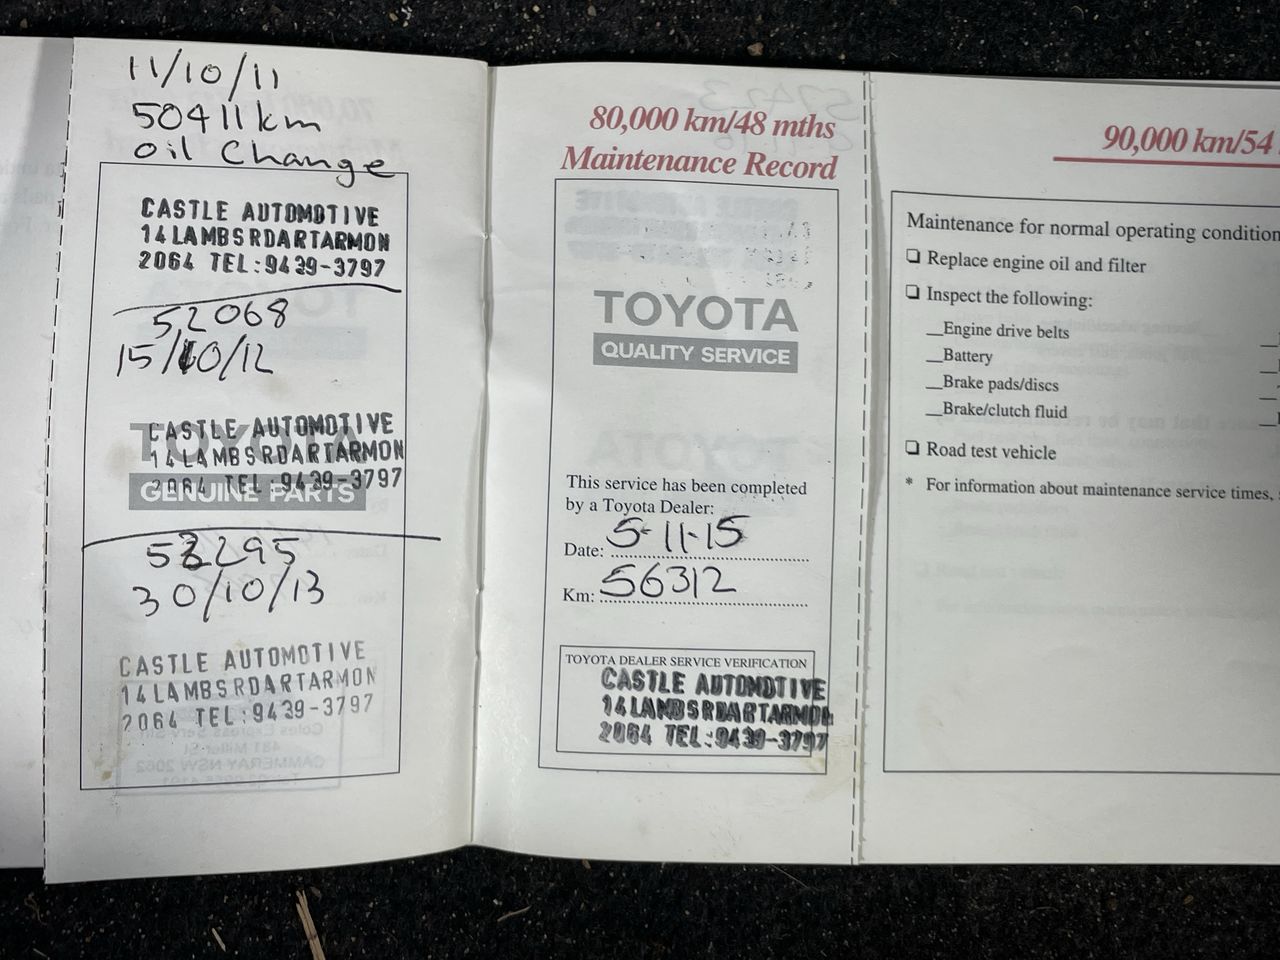 11/10/11
50411km
oil Change
CASTLE AUTOMOTIVE
14 LAMBS RD ARTARMON
2064 TEL:9439-3797
52068
15/10/12
TOYOTA
GENUINE PARTS
CASTLE AUTOMOTIVE
14 LAMBS RD ARTARMON
2064 TEL:9439-3797
30/10/13
CASTLE AUTOMOTIVE
14 LAMBS RD ARTARMON
2064 TEL:9439-3797
80,000 km/48 mths
Maintenance Record
TOYOTA
QUALITY SERVICE
This service has been completed
by a Toyota Dealer:
Date: 5-11-15
Km: 56312
TOYOTA DEALER SERVICE VERIFICATION
CASTLE AUTOMOTIVE
14 LAMBS RD ARTARMON
2064 TEL:9439-3797
90,000 km/54
Maintenance for normal operating condition
❏ Replace engine oil and filter
❏ Inspect the following:
__Engine drive belts
__Battery
__Brake pads/discs
__Brake/clutch fluid
❏ Road test vehicle
* For information about maintenance service times,